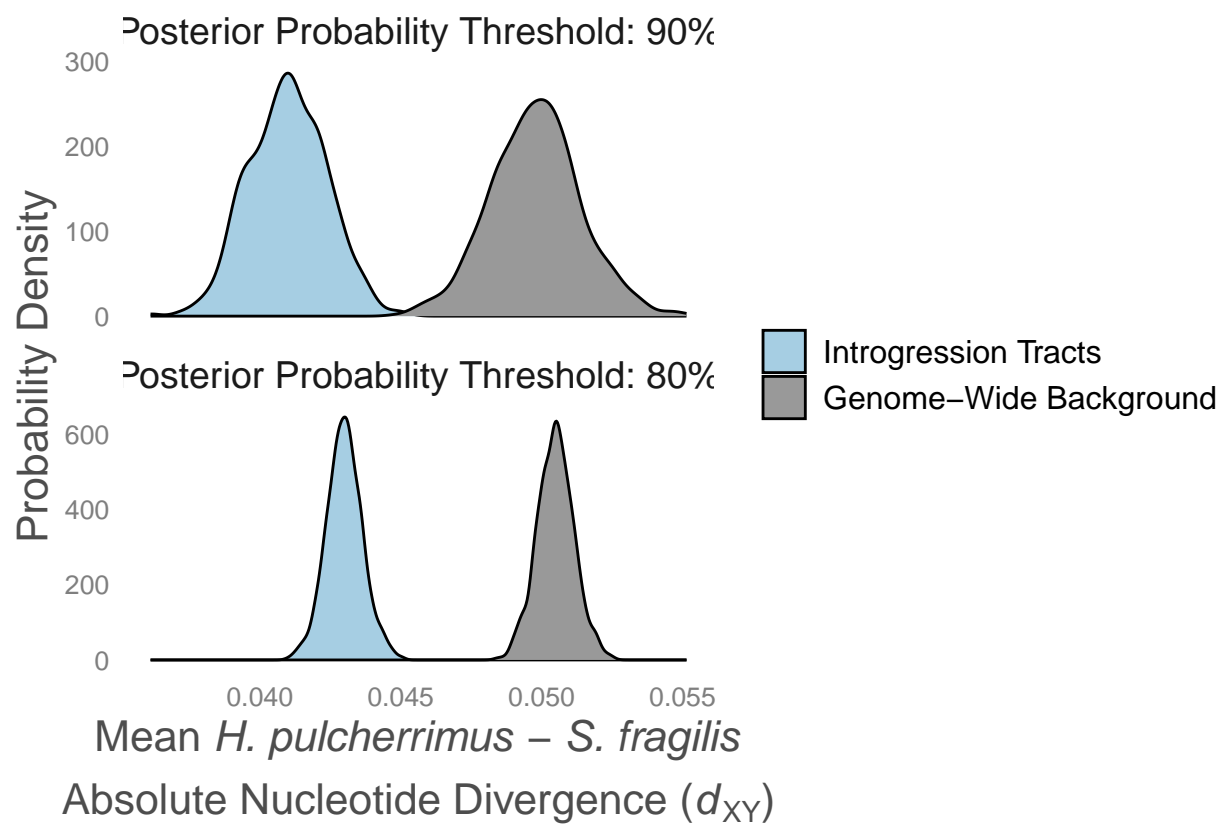 Posterior Probability Threshold: 90%
300
200
100
0
Probability Density
Posterior Probability Threshold: 80%
600
400
200
0
0.040 0.045 0.050 0.055
Mean H. pulcherrimus − S. fragilis
Absolute Nucleotide Divergence (dXY)
Introgression Tracts
Genome−Wide Background